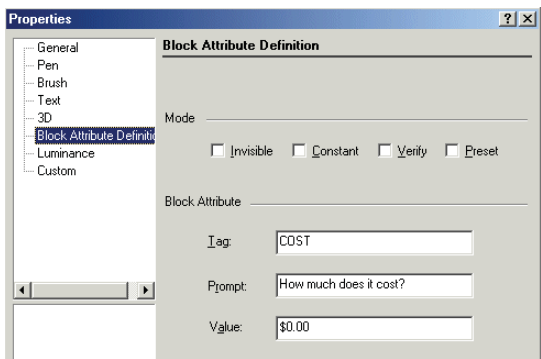 Properties
General
Pen
Brush
Text
3D
Block Attribute Definitio
Luminance
Custom
Block Attribute Definition
Mode
Invisible Constant Verify Preset
Block Attribute
Tag: COST
Prompt: How much does it cost?
Value: $0.00